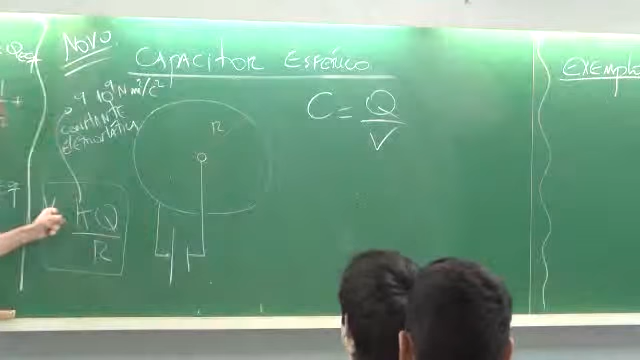 NOVO
CAPACITOR ESFÉRICO
EXEMPLO
9 10⁹ N m²/C²
constante
eletrostática
R
C = Q
V
KQ
R